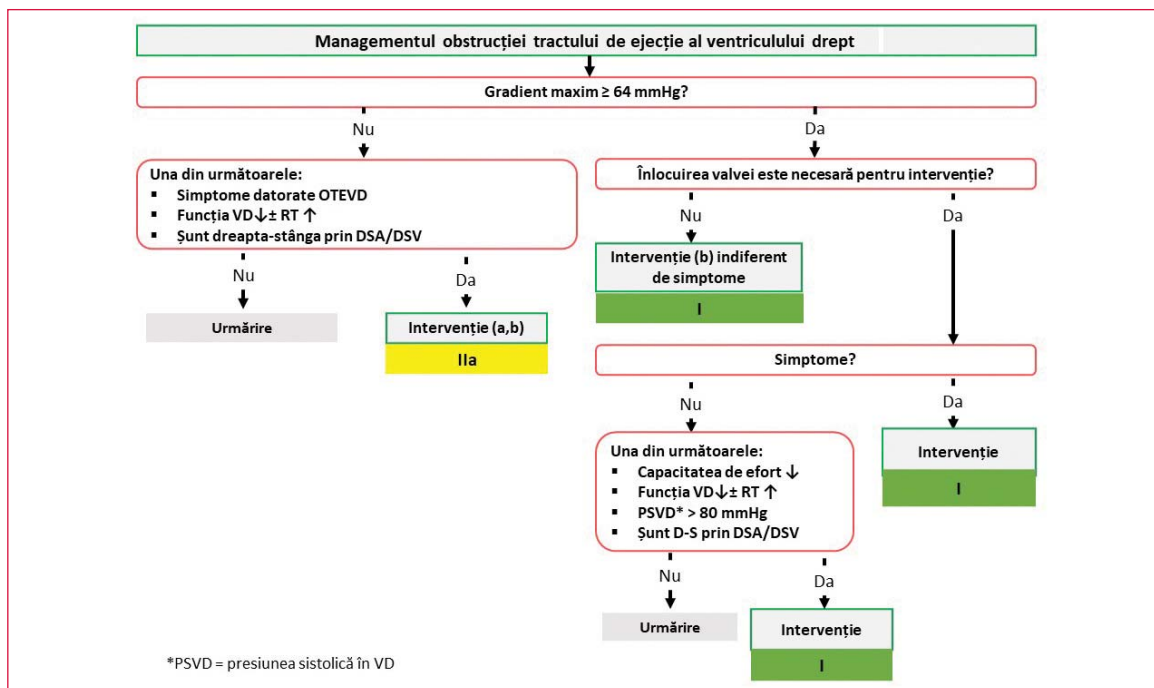 Managementul obstrucției tractului de ejecție al ventriculului drept
Gradient maxim ≥ 64 mmHg?
Nu
Da
Una din următoarele:
▪ Simptome datorate OTEVD
▪ Funcția VD↓± RT ↑
▪ Șunt dreapta-stânga prin DSA/DSV
Nu
Da
Urmărire
Intervenție (a,b)
IIa
Înlocuirea valvei este necesară pentru intervenție?
Nu
Da
Intervenție (b) indiferent
de simptome
I
Simptome?
Nu
Da
Una din următoarele:
▪ Capacitatea de efort ↓
▪ Funcția VD↓± RT ↑
▪ PSVD* > 80 mmHg
▪ Șunt D-S prin DSA/DSV
Intervenție
I
Nu
Da
Urmărire
Intervenție
I
*PSVD = presiunea sistolică în VD